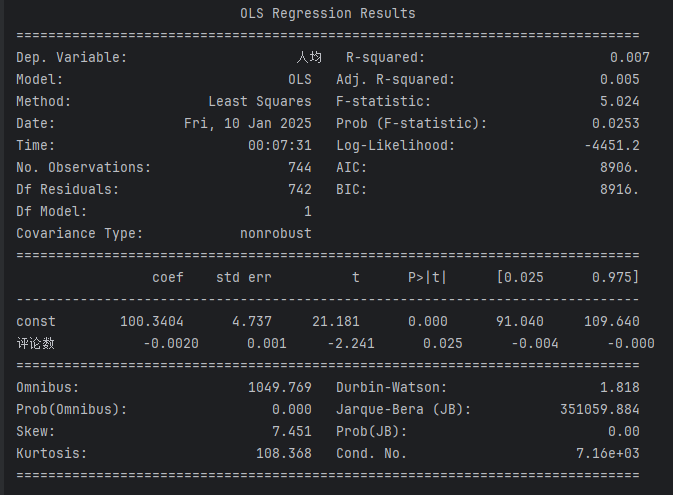 OLS Regression Results
==============================================================================
Dep. Variable: 人均 R-squared: 0.007
Model: OLS Adj. R-squared: 0.005
Method: Least Squares F-statistic: 5.024
Date: Fri, 10 Jan 2025 Prob (F-statistic): 0.0253
Time: 00:07:31 Log-Likelihood: -4451.2
No. Observations: 744 AIC: 8906.
Df Residuals: 742 BIC: 8916.
Df Model: 1
Covariance Type: nonrobust
==============================================================================
coef std err t P>|t| [0.025 0.975]
------------------------------------------------------------------------------
const 100.3404 4.737 21.181 0.000 91.040 109.640
评论数 -0.0020 0.001 -2.241 0.025 -0.004 -0.000
==============================================================================
Omnibus: 1049.769 Durbin-Watson: 1.818
Prob(Omnibus): 0.000 Jarque-Bera (JB): 351059.884
Skew: 7.451 Prob(JB): 0.00
Kurtosis: 108.368 Cond. No. 7.16e+03
==============================================================================